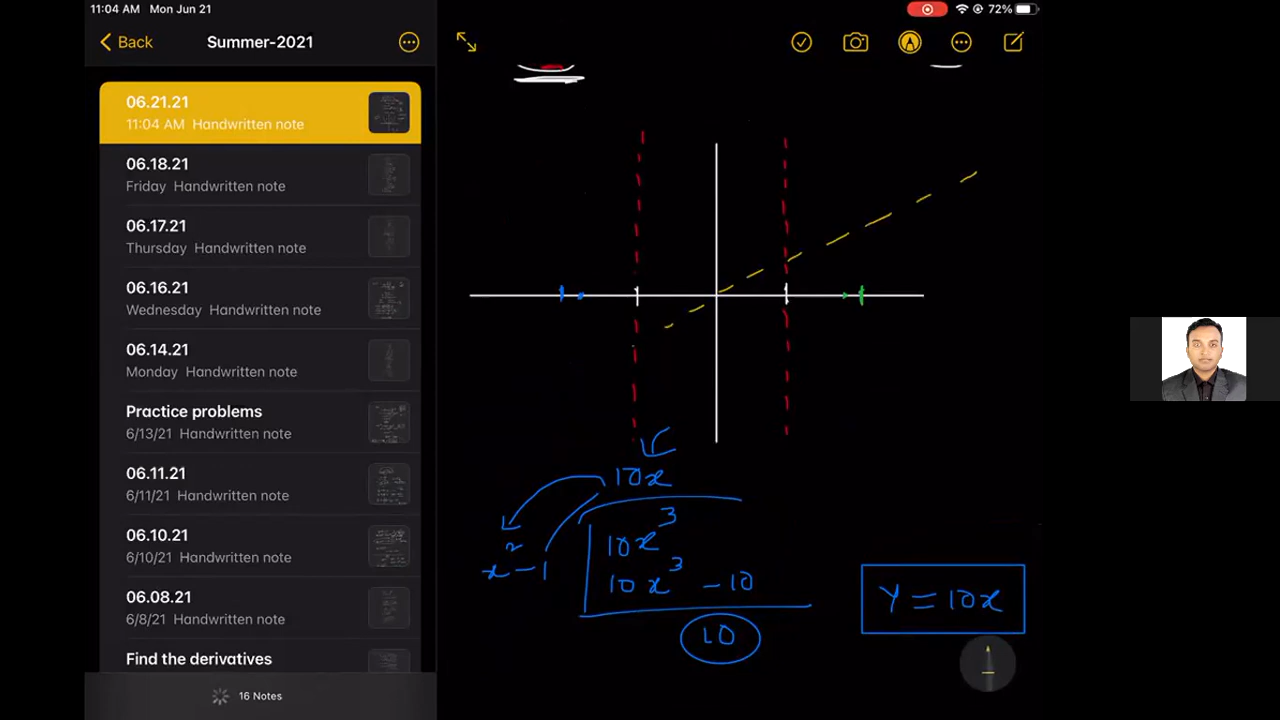 11:04 AM Mon Jun 21
72%
Back
Summer-2021
06.21.21
11:04 AM Handwritten note
06.18.21
Friday Handwritten note
06.17.21
Thursday Handwritten note
06.16.21
Wednesday Handwritten note
06.14.21
Monday Handwritten note
Practice problems
6/13/21 Handwritten note
06.11.21
6/11/21 Handwritten note
06.10.21
6/10/21 Handwritten note
06.08.21
6/8/21 Handwritten note
Find the derivatives
16 Notes
10x
x² - 1
10x³
10x³ - 10
10
Y = 10x